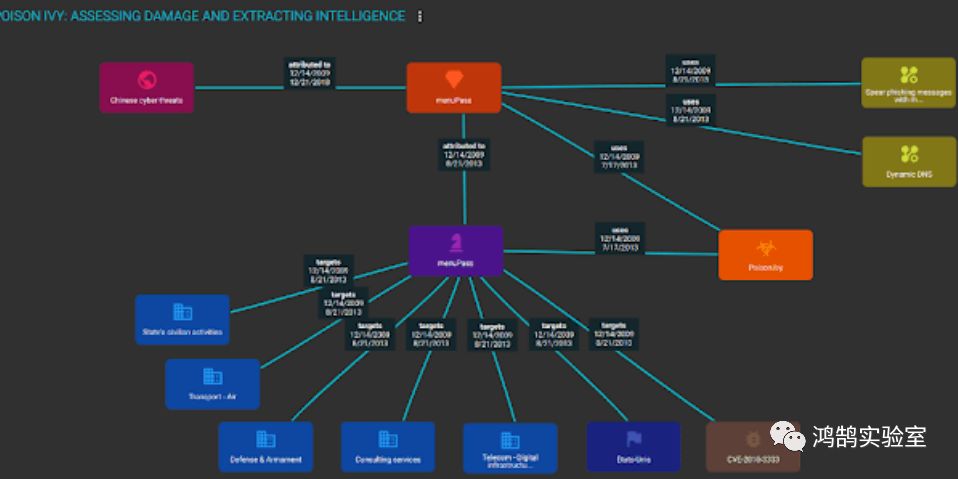 POISON IVY: ASSESSING DAMAGE AND EXTRACTING INTELLIGENCE
attributed to
12/14/2009
12/21/2013
uses
12/14/2009
8/21/2013
Chinese cyber threats
menuPass
Spear phishing messages
with in...
uses
12/14/2009
8/21/2013
attributed to
12/14/2009
8/21/2013
uses
12/14/2009
7/17/2013
Dynamic DNS
uses
12/14/2009
7/17/2013
menuPass
PoisonIvy
targets
12/14/2009
8/21/2013
targets
12/14/2009
8/21/2013
State's civilian activities
targets
12/14/2009
8/21/2013
targets
12/14/2009
8/21/2013
targets
12/14/2009
8/21/2013
targets
12/14/2009
8/21/2013
targets
12/14/2009
Transport - Air
鸿鹄实验室
Defense & Armament
Consulting services
Telecom - Digital
infrastructu...
Etats-Unis
CVE-2010-3333